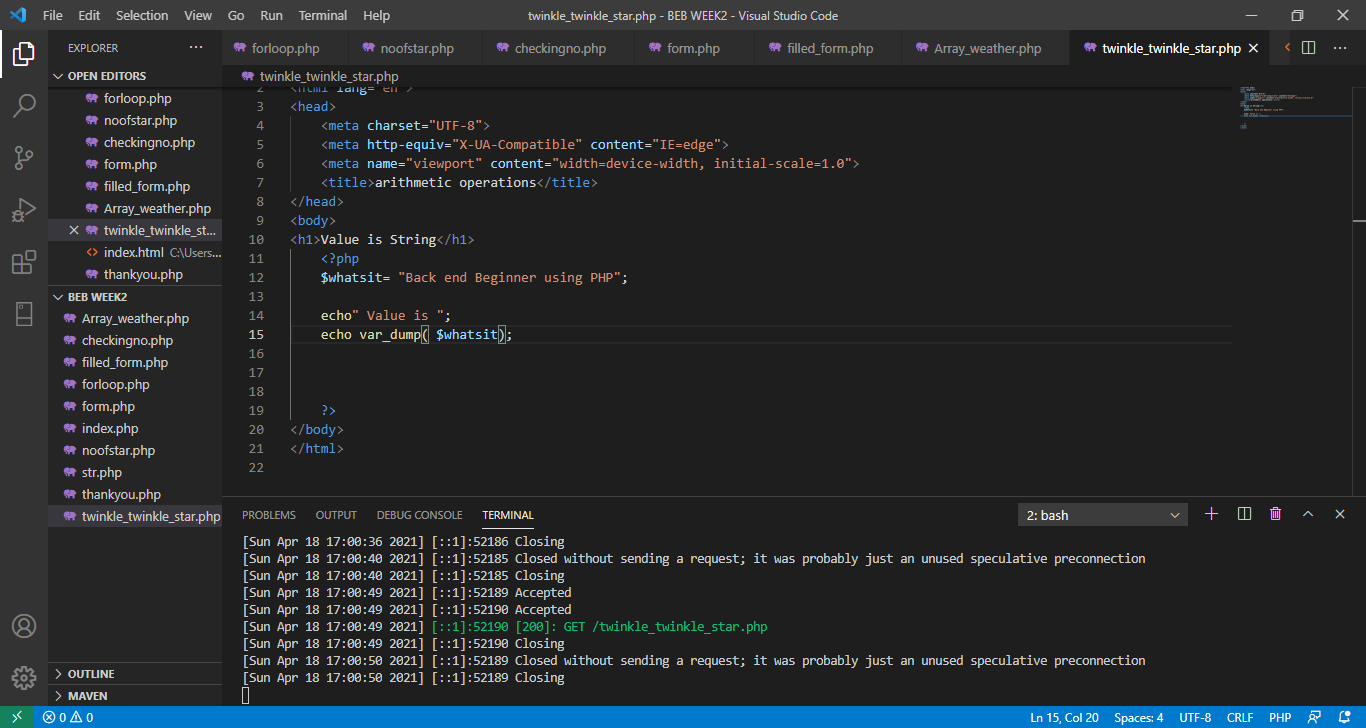 File Edit Selection View Go Run Terminal Help twinkle_twinkle_star.php - BEB WEEK2 - Visual Studio Code
EXPLORER
forloop.php noofstar.php checkingno.php form.php filled_form.php Array_weather.php twinkle_twinkle_star.php
OPEN EDITORS
forloop.php
noofstar.php
checkingno.php
form.php
filled_form.php
Array_weather.php
twinkle_twinkle_st...
index.html C:\Users...
thankyou.php
BEB WEEK2
Array_weather.php
checkingno.php
filled_form.php
forloop.php
form.php
index.php
noofstar.php
str.php
thankyou.php
twinkle_twinkle_star.php
OUTLINE
MAVEN
twinkle_twinkle_star.php
2 <html lang="en">
3 <head>
4 <meta charset="UTF-8">
5 <meta http-equiv="X-UA-Compatible" content="IE=edge">
6 <meta name="viewport" content="width=device-width, initial-scale=1.0">
7 <title>arithmetic operations</title>
8 </head>
9 <body>
10 <h1>Value is String</h1>
11 <?php
12 $whatsit= "Back end Beginner using PHP";
13
14 echo" Value is ";
15 echo var_dump( $whatsit);
16
17
18
19 ?>
20 </body>
21 </html>
22
PROBLEMS OUTPUT DEBUG CONSOLE TERMINAL 2: bash
[Sun Apr 18 17:00:36 2021] [::1]:52186 Closing
[Sun Apr 18 17:00:40 2021] [::1]:52185 Closed without sending a request; it was probably just an unused speculative preconnection
[Sun Apr 18 17:00:40 2021] [::1]:52185 Closing
[Sun Apr 18 17:00:49 2021] [::1]:52189 Accepted
[Sun Apr 18 17:00:49 2021] [::1]:52190 Accepted
[Sun Apr 18 17:00:49 2021] [::1]:52190 [200]: GET /twinkle_twinkle_star.php
[Sun Apr 18 17:00:49 2021] [::1]:52190 Closing
[Sun Apr 18 17:00:50 2021] [::1]:52189 Closed without sending a request; it was probably just an unused speculative preconnection
[Sun Apr 18 17:00:50 2021] [::1]:52189 Closing
0 0 Ln 15, Col 20 Spaces: 4 UTF-8 CRLF PHP